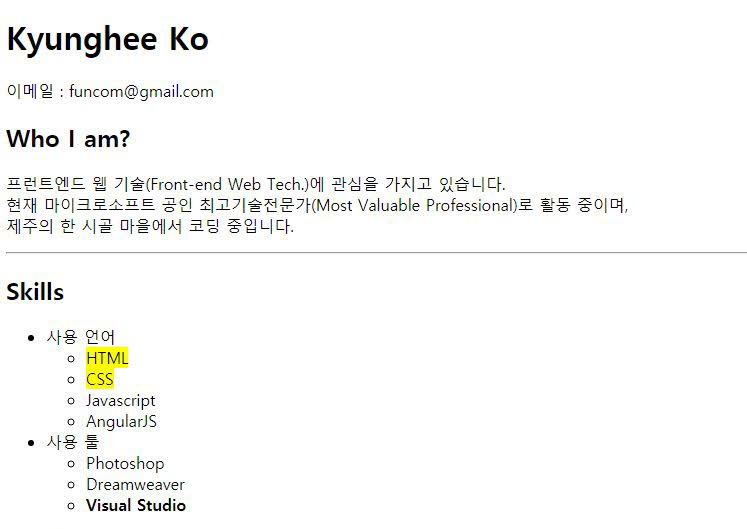 Kyunghee Ko
이메일 : funcom@gmail.com
Who I am?
프런트엔드 웹 기술(Front-end Web Tech.)에 관심을 가지고 있습니다.
현재 마이크로소프트 공인 최고기술전문가(Most Valuable Professional)로 활동 중이며,
제주의 한 시골 마을에서 코딩 중입니다.
Skills
사용 언어
HTML
CSS
Javascript
AngularJS
사용 툴
Photoshop
Dreamweaver
Visual Studio